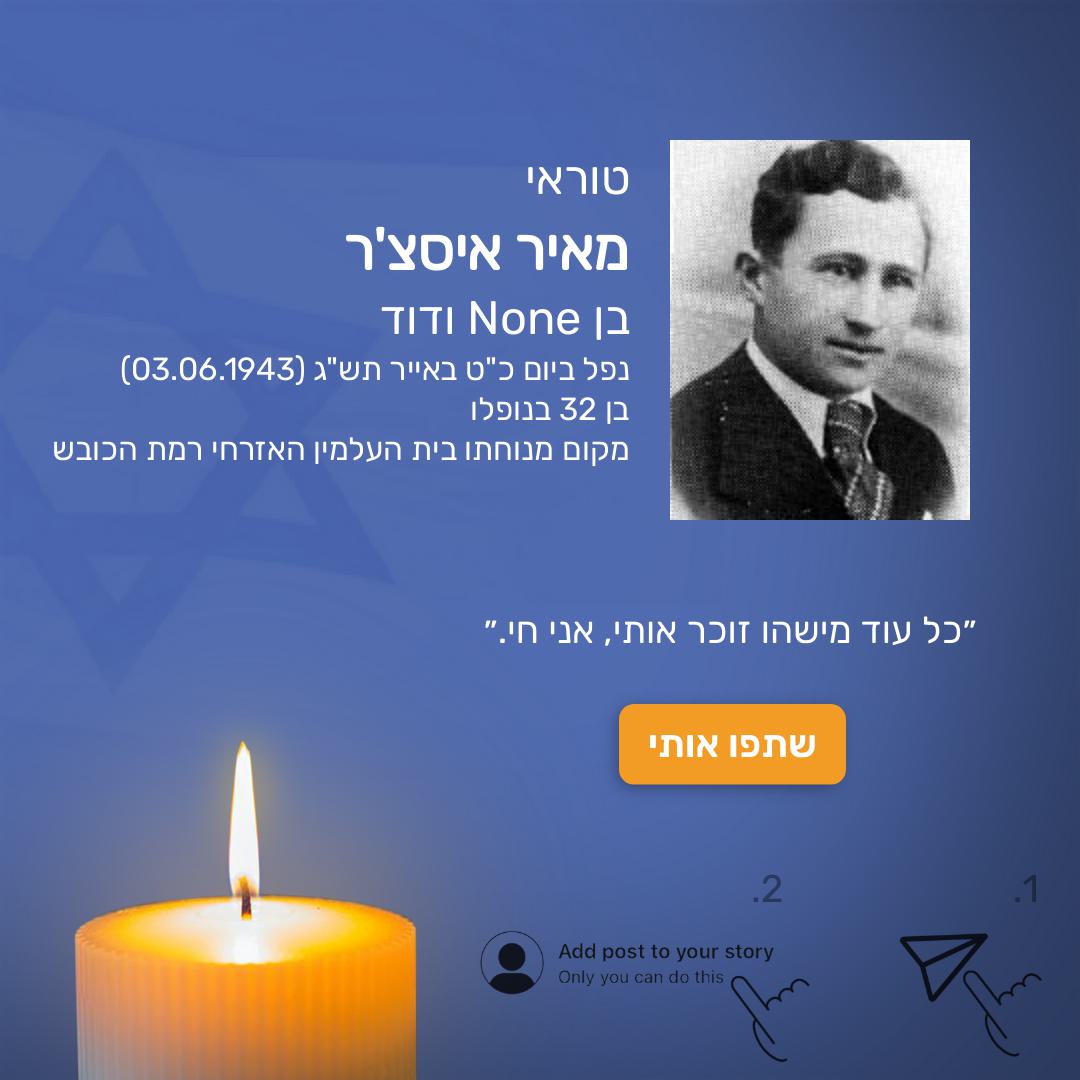 טוראי
מאיר איסצ'ר
בן None ודוד
נפל ביום כ"ט באייר תש"ג (03.06.1943)
בן 32 בנופלו
מקום מנוחתו בית העלמין האזרחי רמת הכובש
״כל עוד מישהו זוכר אותי, אני חי.״
שתפו אותי
1.
2.
Add post to your story
Only you can do this